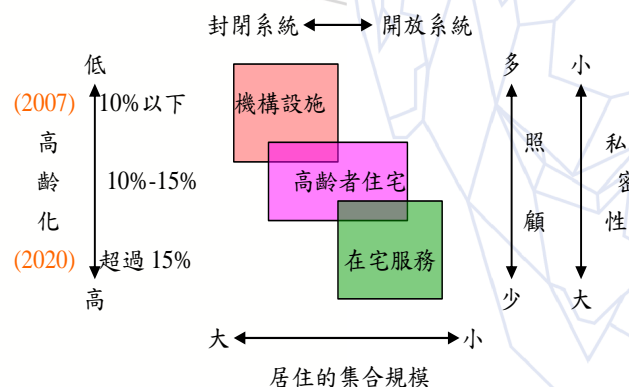 封閉系統 開放系統
低 多 小
(2007) 10%以下 機構設施
高 照 私
齡 10%-15% 高齡者住宅 密
化 顧 性
(2020) 超過 15% 在宅服務
高 少 大
大 小
居住的集合規模